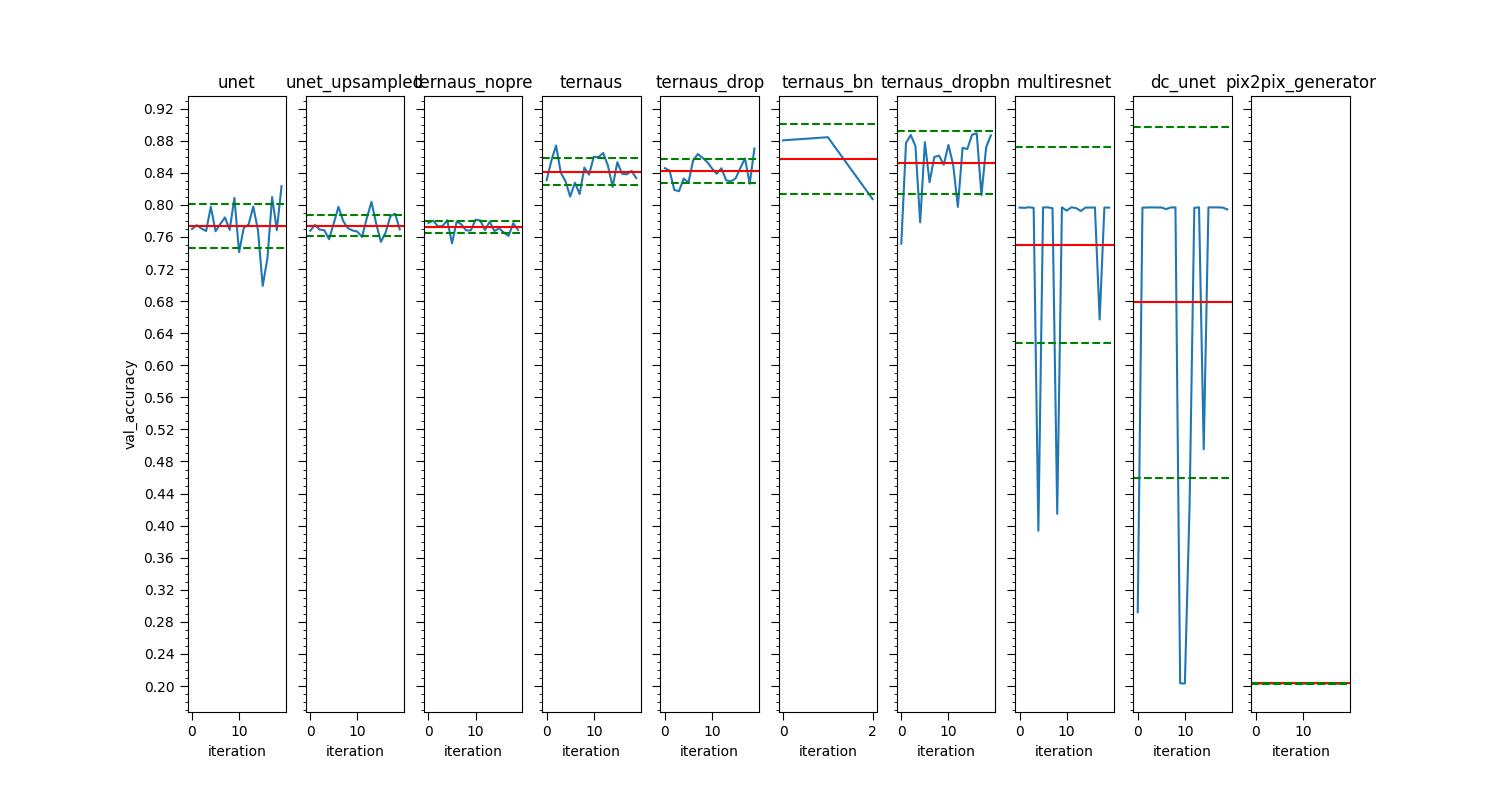 unet
unet_upsampled
ternaus_nopre
ternaus
ternaus_drop
ternaus_bn
ternaus_dropbn
multiresnet
dc_unet
pix2pix_generator
val_accuracy
0.92
0.88
0.84
0.80
0.76
0.72
0.68
0.64
0.60
0.56
0.52
0.48
0.44
0.40
0.36
0.32
0.28
0.24
0.20
0 10
0 10
0 10
0 10
0 10
0 2
0 10
0 10
0 10
0 10
iteration
iteration
iteration
iteration
iteration
iteration
iteration
iteration
iteration
iteration